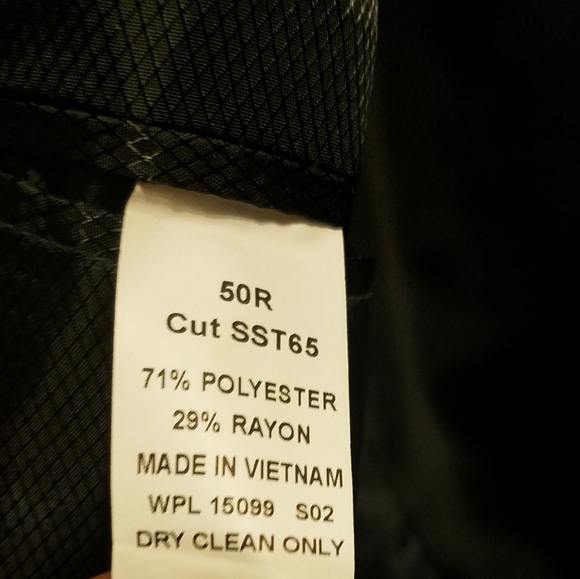 50R
Cut SST65
71% POLYESTER
29% RAYON
MADE IN VIETNAM
WPL 15099 S02
DRY CLEAN ONLY